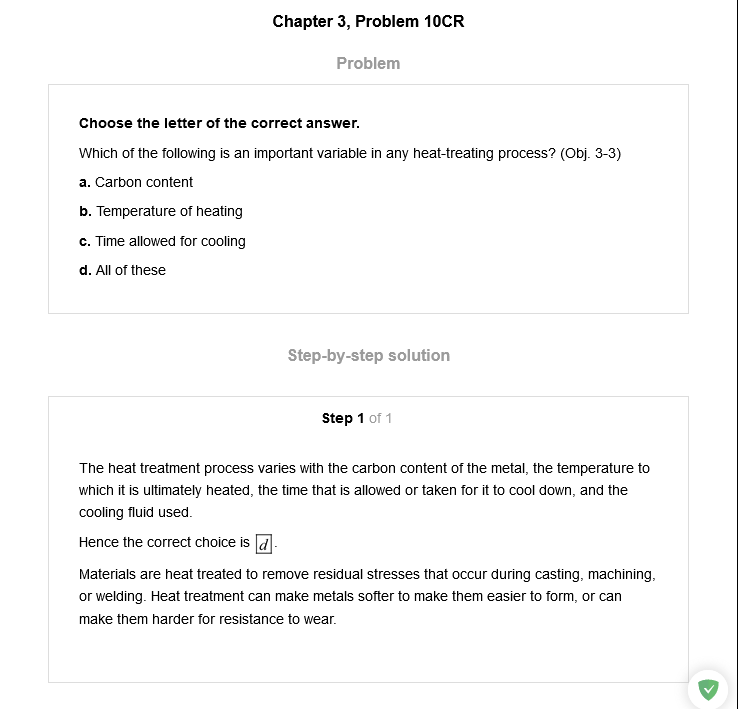 Chapter 3, Problem 10CR
Problem
Choose the letter of the correct answer.
Which of the following is an important variable in any heat-treating process? (Obj. 3-3)
a. Carbon content
b. Temperature of heating
c. Time allowed for cooling
d. All of these
Step-by-step solution
Step 1 of 1
The heat treatment process varies with the carbon content of the metal, the temperature to
which it is ultimately heated, the time that is allowed or taken for it to cool down, and the
cooling fluid used.
Hence the correct choice is d.
Materials are heat treated to remove residual stresses that occur during casting, machining,
or welding. Heat treatment can make metals softer to make them easier to form, or can
make them harder for resistance to wear.